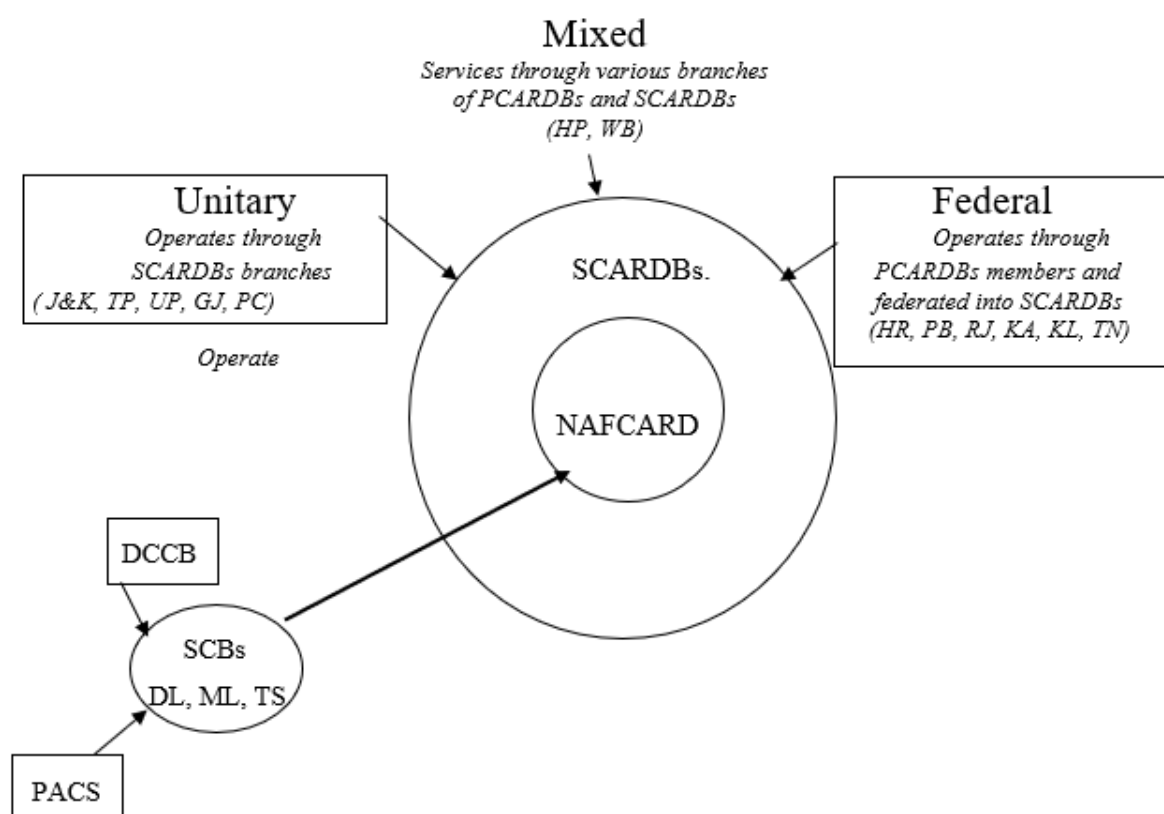 Mixed
Services through various branches
of PCARDBs and SCARDBs
(HP, WB)
Unitary
Operates through
SCARDBs branches
( J&K, TP, UP, GJ, PC)
Operate
Federal
Operates through
PCARDBs members and
federated into SCARDBs
(HR, PB, RJ, KA, KL, TN)
SCARDBs.
NAFCARD
DCCB
SCBs
DL, ML, TS
PACS